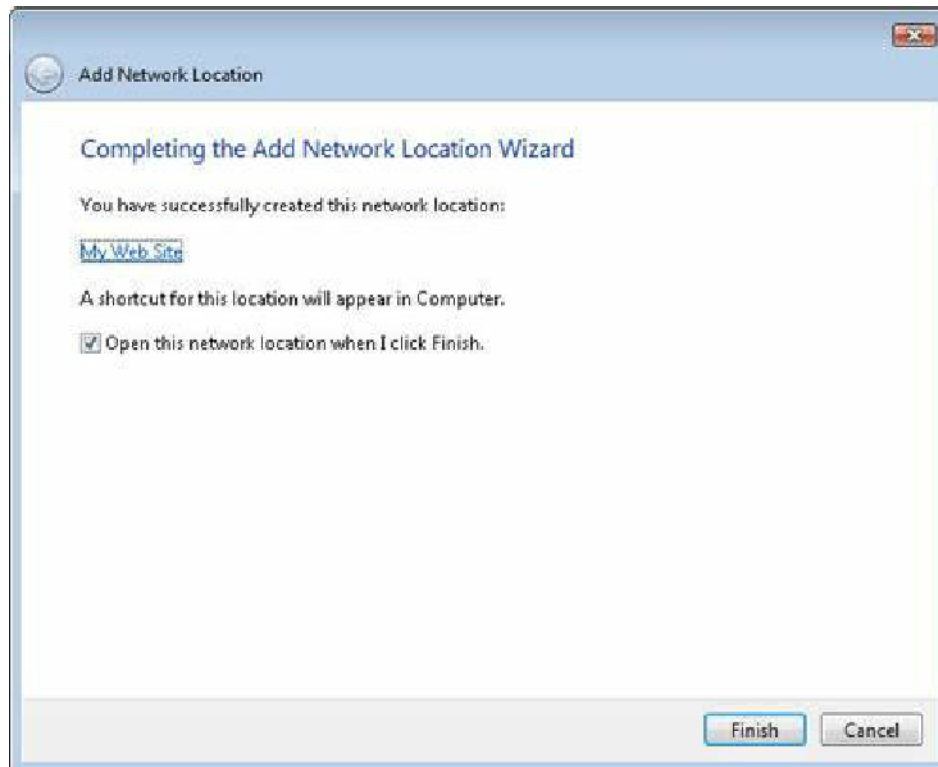 Add Network Location
Completing the Add Network Location Wizard
You have successfully created this network location:
My Web Site
A shortcut for this location will appear in Computer.
Open this network location when I click Finish.
Finish
Cancel